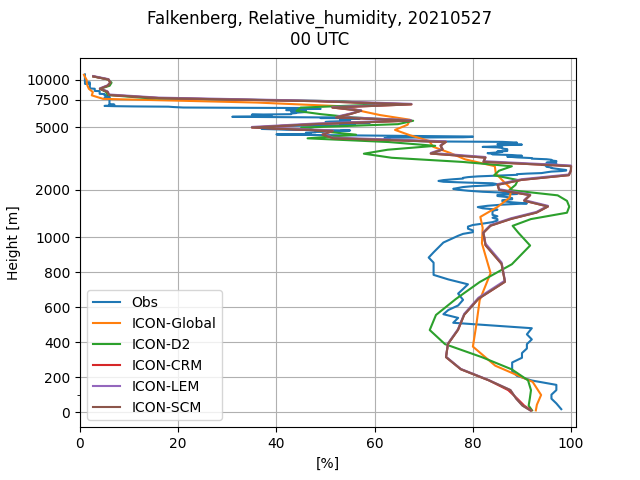 Falkenberg, Relative_humidity, 20210527
00 UTC
10000
7500
5000
2000
1000
800
600
400
200
0
Height [m]
Obs
ICON-Global
ICON-D2
ICON-CRM
ICON-LEM
ICON-SCM
0 20 40 60 80 100
[%]